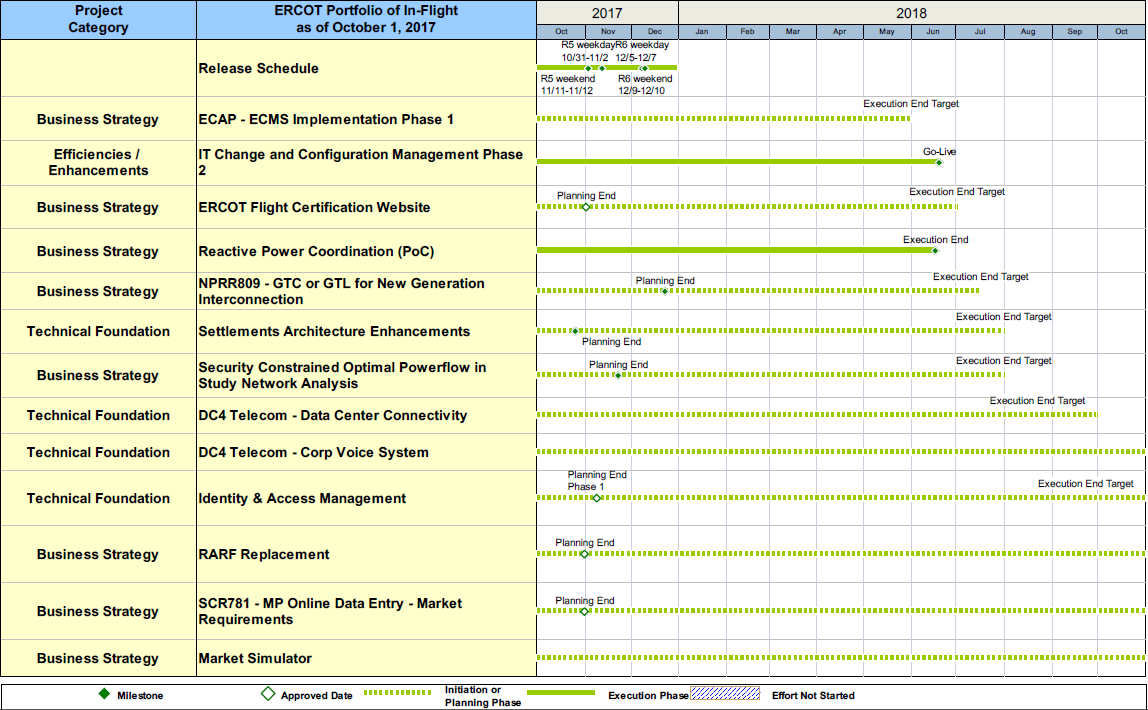 Project
Category
ERCOT Portfolio of In-Flight
as of October 1, 2017
2017
2018
Oct
Nov
Dec
Jan
Feb
Mar
Apr
May
Jun
Jul
Aug
Sep
Oct
Release Schedule
R5 weekday
R6 weekday
10/31-11/2
12/5-12/7
R5 weekend
R6 weekend
11/11-11/12
12/9-12/10
Business Strategy
ECAP - ECMS Implementation Phase 1
Execution End Target
Efficiencies /
Enhancements
IT Change and Configuration Management Phase
2
Go-Live
Business Strategy
ERCOT Flight Certification Website
Planning End
Execution End Target
Business Strategy
Reactive Power Coordination (PoC)
Execution End
Business Strategy
NPRR809 - GTC or GTL for New Generation
Interconnection
Planning End
Execution End Target
Technical Foundation
Settlements Architecture Enhancements
Planning End
Execution End Target
Business Strategy
Security Constrained Optimal Powerflow in
Study Network Analysis
Planning End
Execution End Target
Technical Foundation
DC4 Telecom - Data Center Connectivity
Execution End Target
Technical Foundation
DC4 Telecom - Corp Voice System
Technical Foundation
Identity & Access Management
Planning End
Phase 1
Execution End Target
Business Strategy
RARF Replacement
Planning End
Business Strategy
SCR781 - MP Online Data Entry - Market
Requirements
Planning End
Business Strategy
Market Simulator
Milestone
Approved Date
Initiation or
Planning Phase
Execution Phase
Effort Not Started